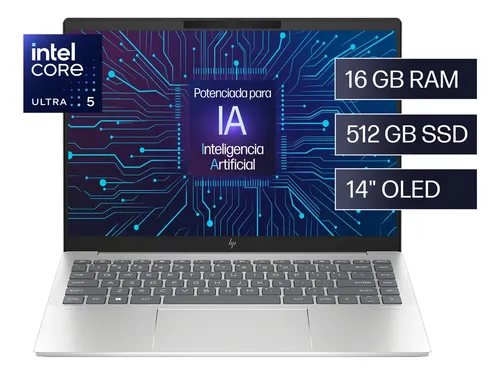 intel
CORE
ULTRA 5
Potenciada para
IA
Inteligencia
Artificial
16 GB RAM
512 GB SSD
14" OLED
hp